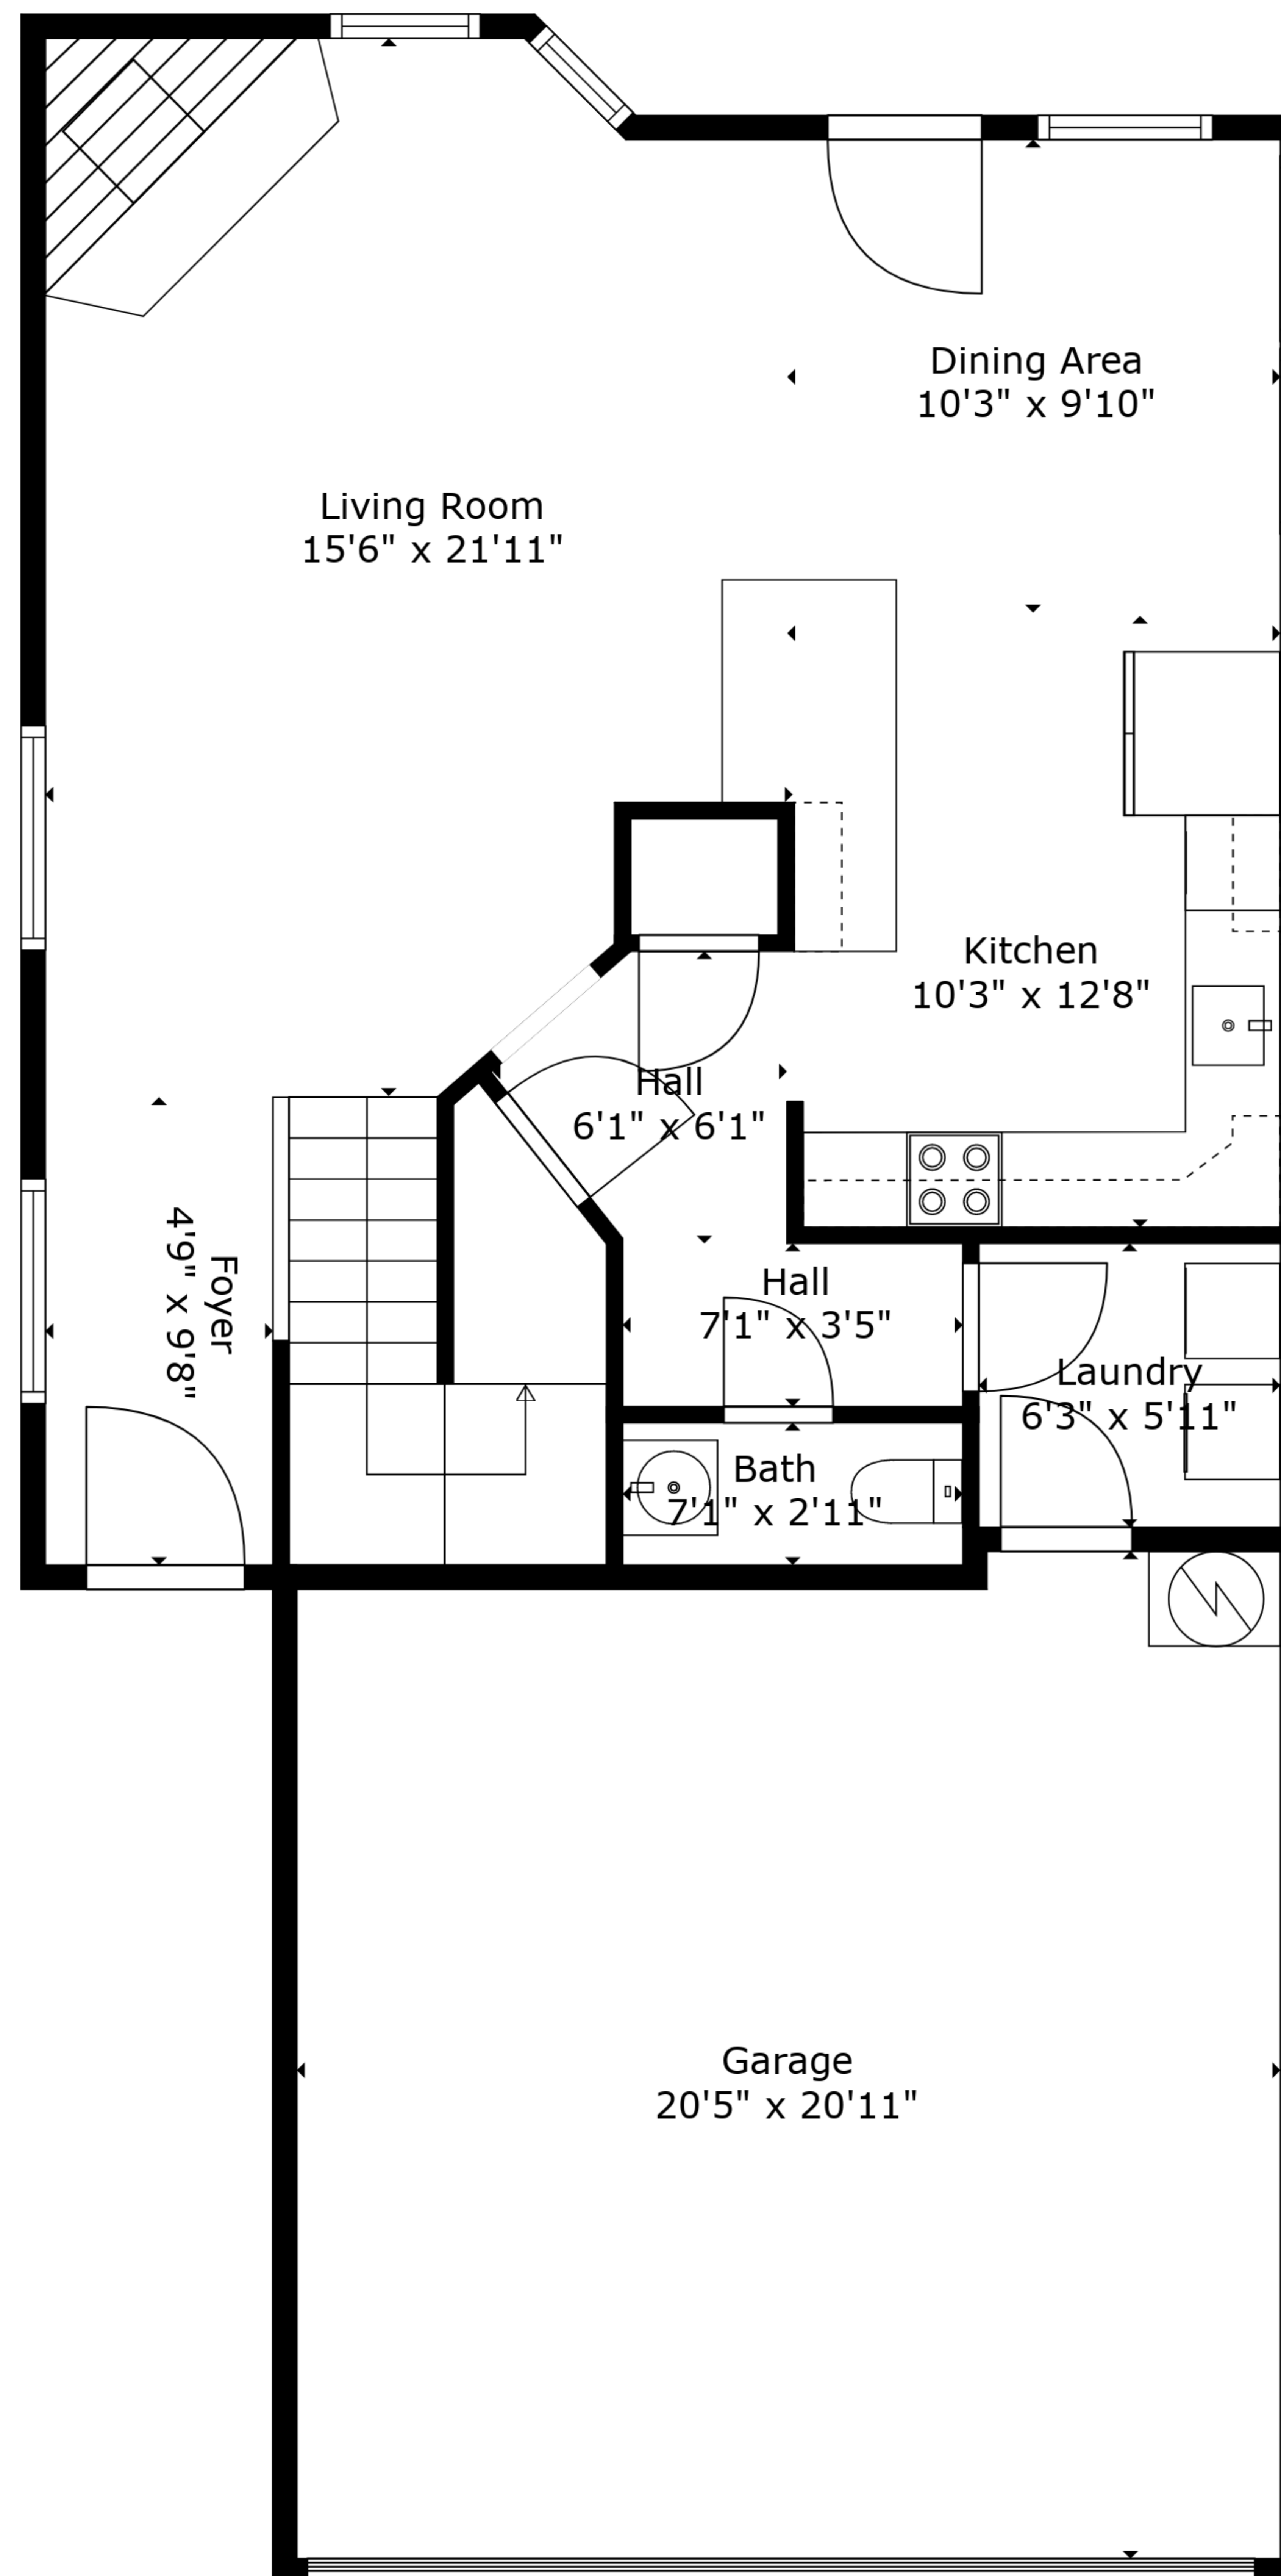 Dining Area
10'3" x 9'10"
Living Room
15'6" x 21'11"
Kitchen
10'3" x 12'8"
Hall
6'1" x 6'1"
Foyer
4'9" x 9'8"
Hall
7'1" x 3'5"
Laundry
6'3" x 5'11"
Bath
7'1" x 2'11"
Garage
20'5" x 20'11"